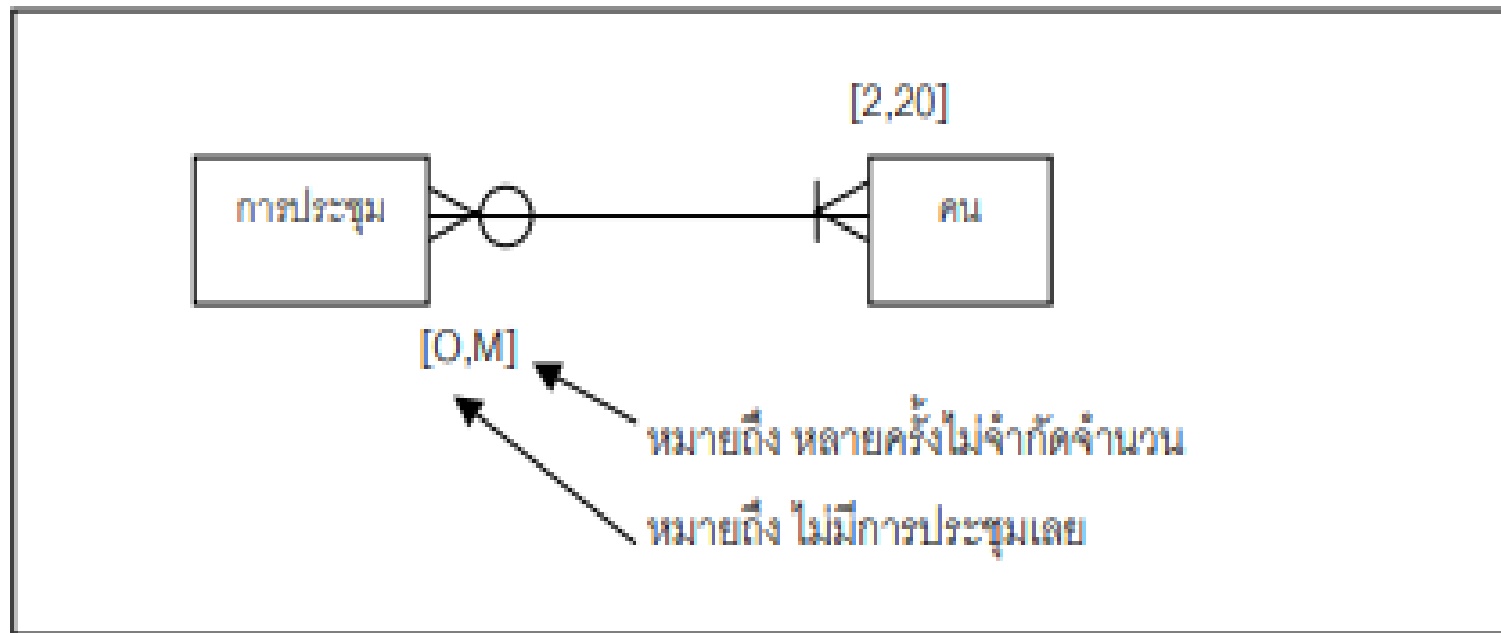 [2,20]
การประชุม
คน
[O,M]
หมายถึง หลายครั้งไม่จำกัดจำนวน
หมายถึง ไม่มีการประชุมเลย